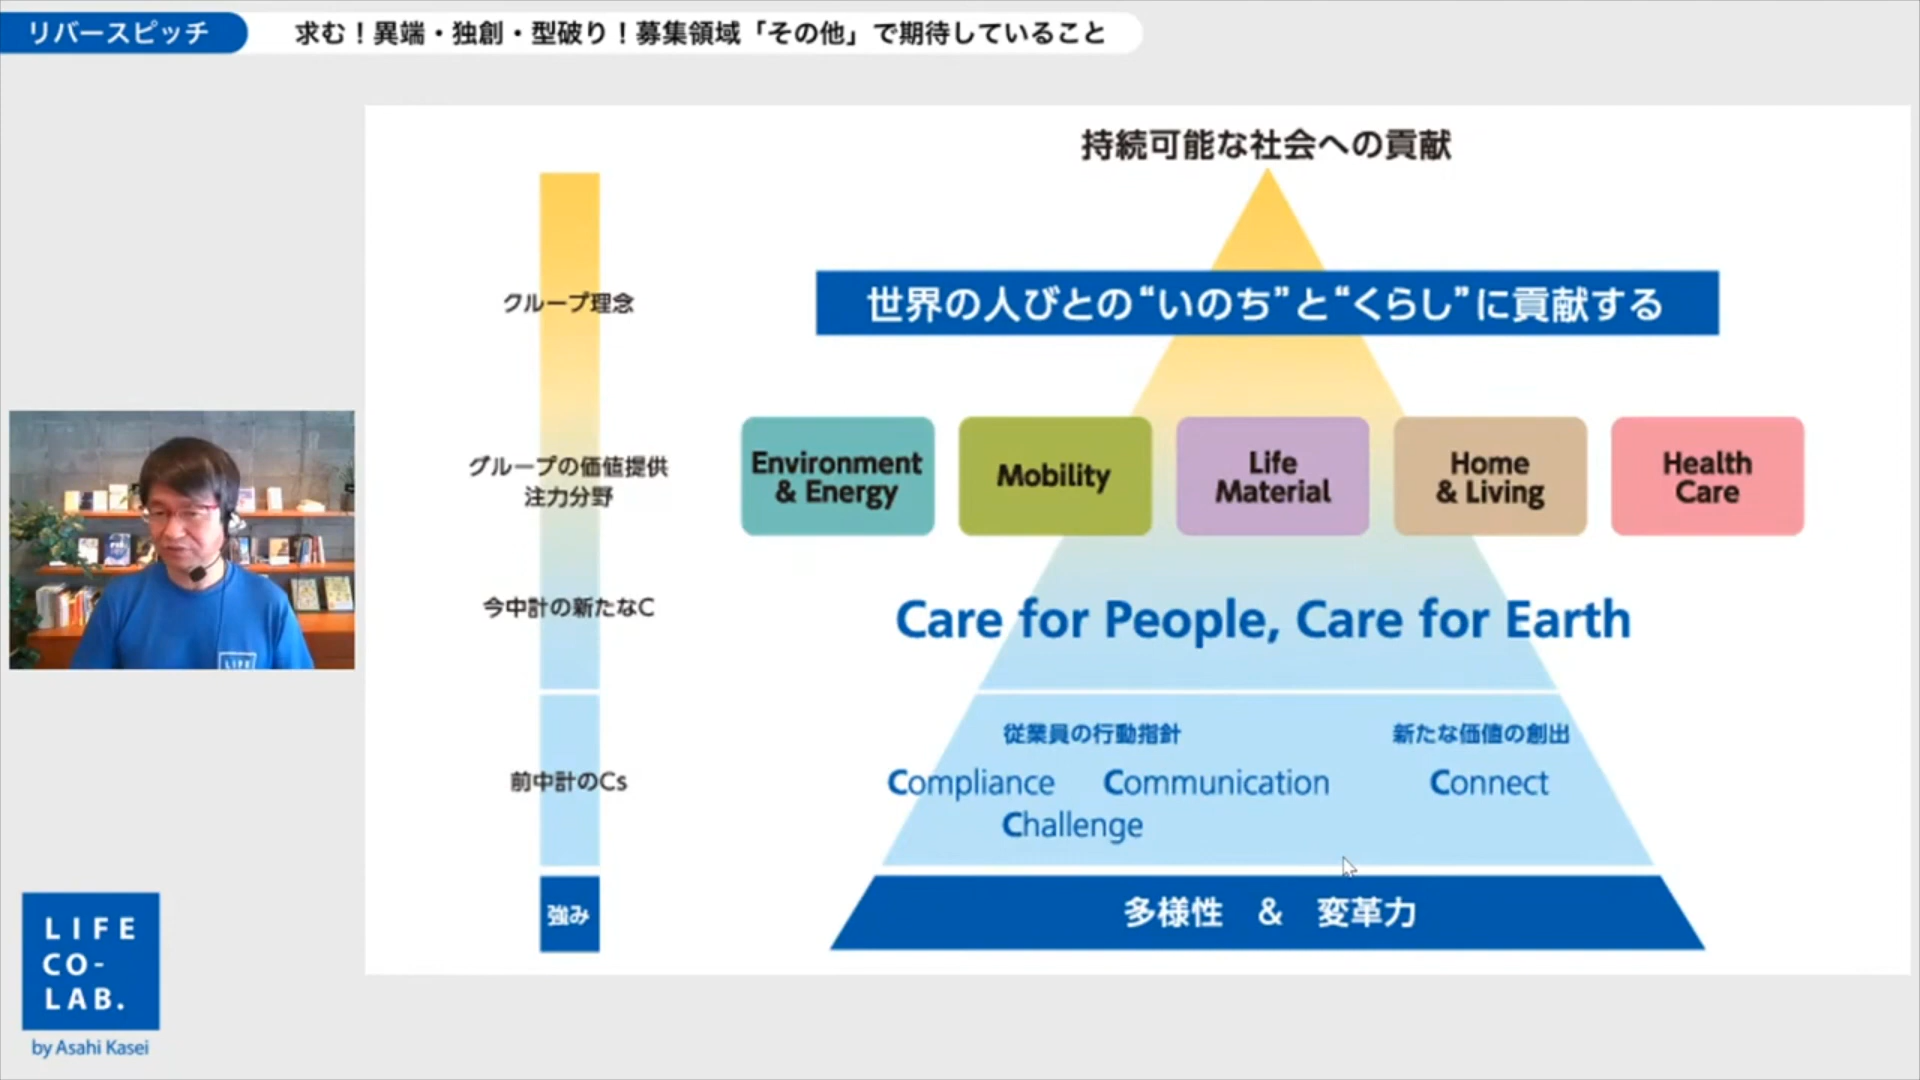 リバースピッチ
求む！異端・独創・型破り！募集領域「その他」で期待していること
持続可能な社会への貢献
グループ理念
世界の人びとの“いのち”と“くらし”に貢献する
グループの価値提供
注力分野
Environment
& Energy
Mobility
Life
Material
Home
& Living
Health
Care
今中計の新たなC
Care for People, Care for Earth
前中計のCs
従業員の行動指針
新たな価値の創出
Compliance
Communication
Connect
Challenge
強み
多様性 & 変革力
LIFE
LIFE
CO-
LAB.
by Asahi Kasei